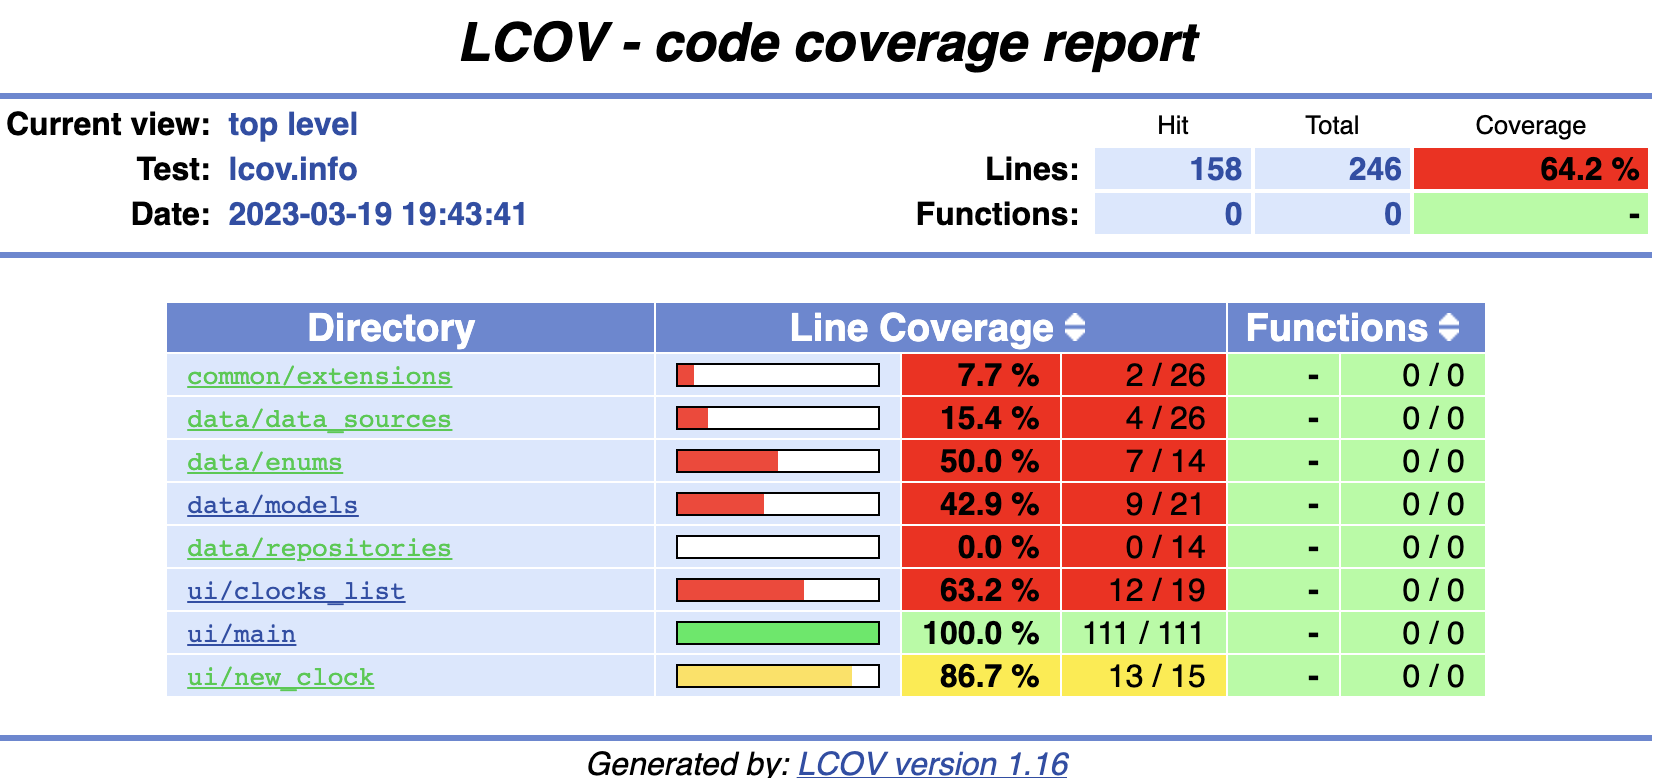 LCOV - code coverage report
Current view: top level
Hit Total Coverage
Test: lcov.info
Lines: 158 246 64.2 %
Date: 2023-03-19 19:43:41
Functions: 0 0 -
Directory Line Coverage Functions
common/extensions 7.7 % 2 / 26 - 0 / 0
data/data_sources 15.4 % 4 / 26 - 0 / 0
data/enums 50.0 % 7 / 14 - 0 / 0
data/models 42.9 % 9 / 21 - 0 / 0
data/repositories 0.0 % 0 / 14 - 0 / 0
ui/clocks_list 63.2 % 12 / 19 - 0 / 0
ui/main 100.0 % 111 / 111 - 0 / 0
ui/new_clock 86.7 % 13 / 15 - 0 / 0
Generated by: LCOV version 1.16